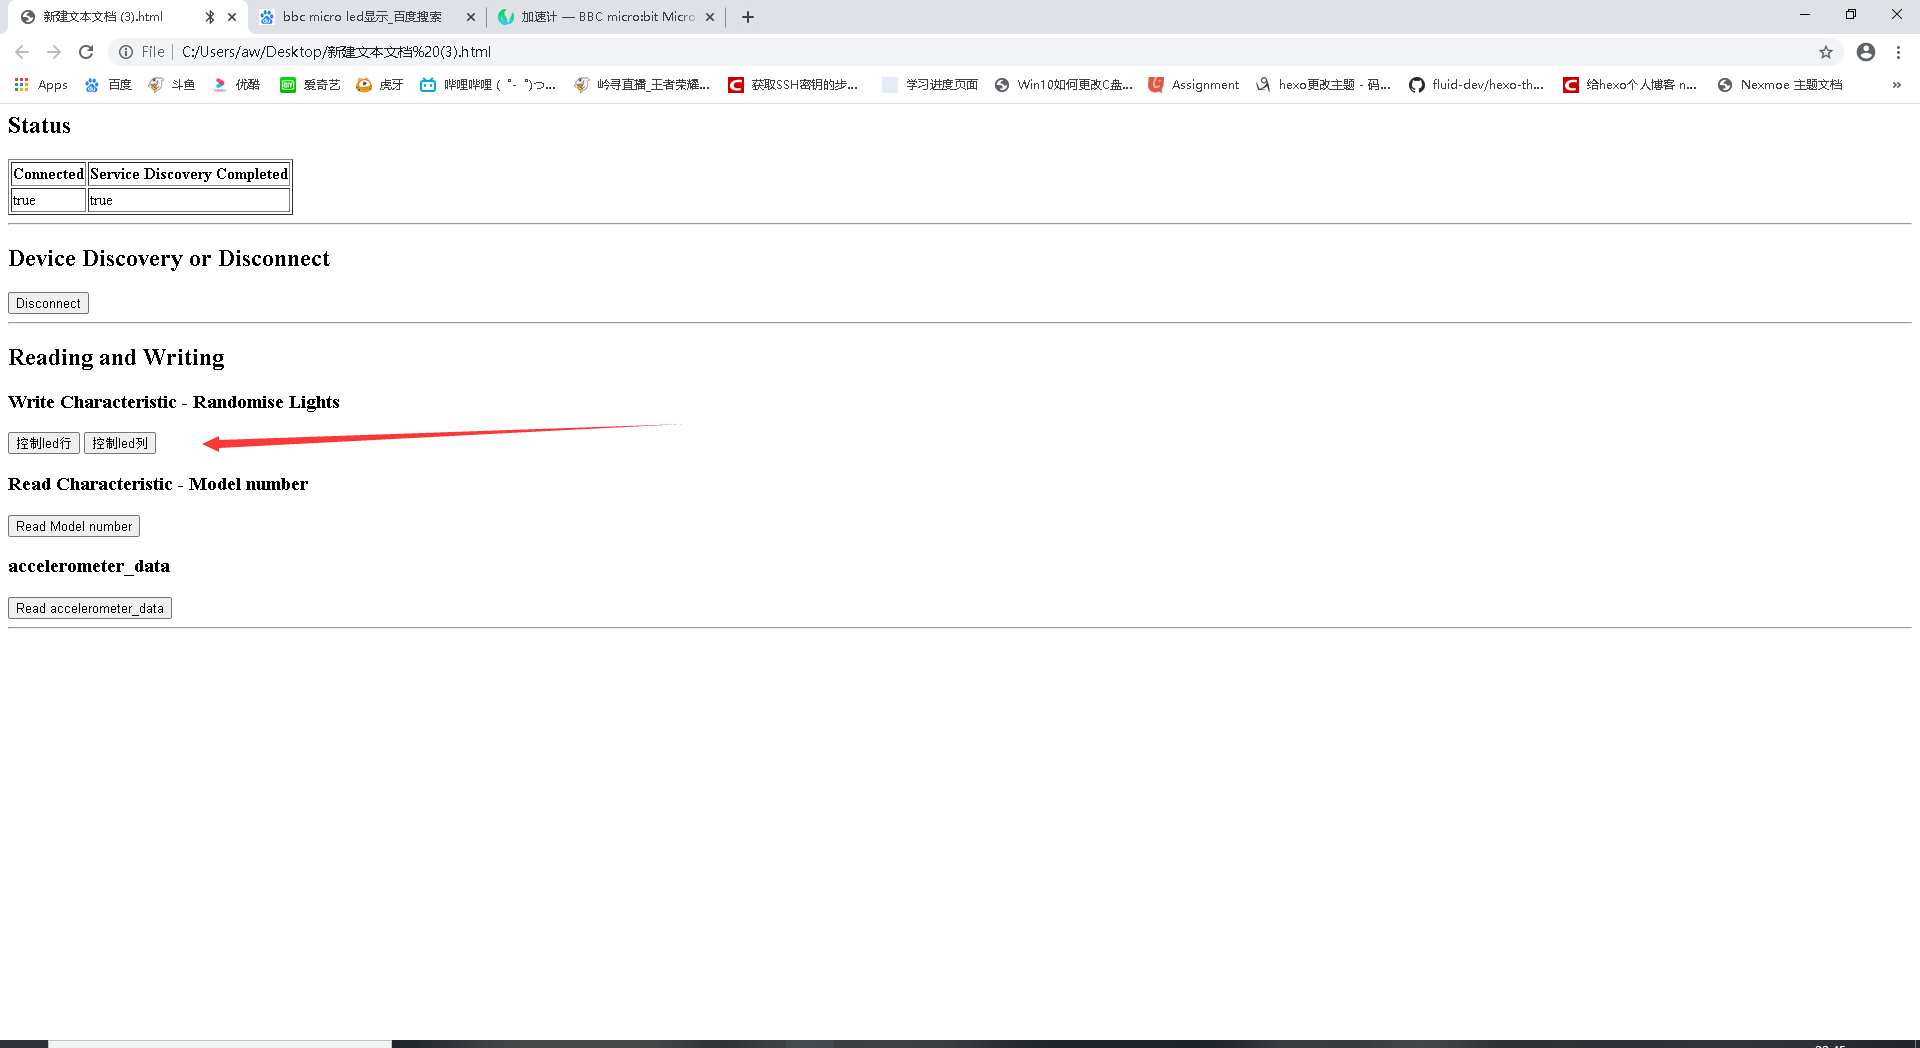 新建文本文档 (3).html
bbc micro led显示_百度搜索
加速计 — BBC micro:bit Micro
File C:/Users/aw/Desktop/新建文本文档%20(3).html
Apps 百度 斗鱼 优酷 爱奇艺 虎牙 哔哩哔哩 (゜-゜)つ... 岭寻直播_王者荣耀... 获取SSH密钥的步... 学习进度页面 Win10如何更改C盘... Assignment hexo更改主题 - 码... fluid-dev/hexo-th... 给hexo个人博客 n... Nexmoe 主题文档 »
Status
Connected Service Discovery Completed
true true
Device Discovery or Disconnect
Disconnect
Reading and Writing
Write Characteristic - Randomise Lights
控制led行 控制led列
Read Characteristic - Model number
Read Model number
accelerometer_data
Read accelerometer_data